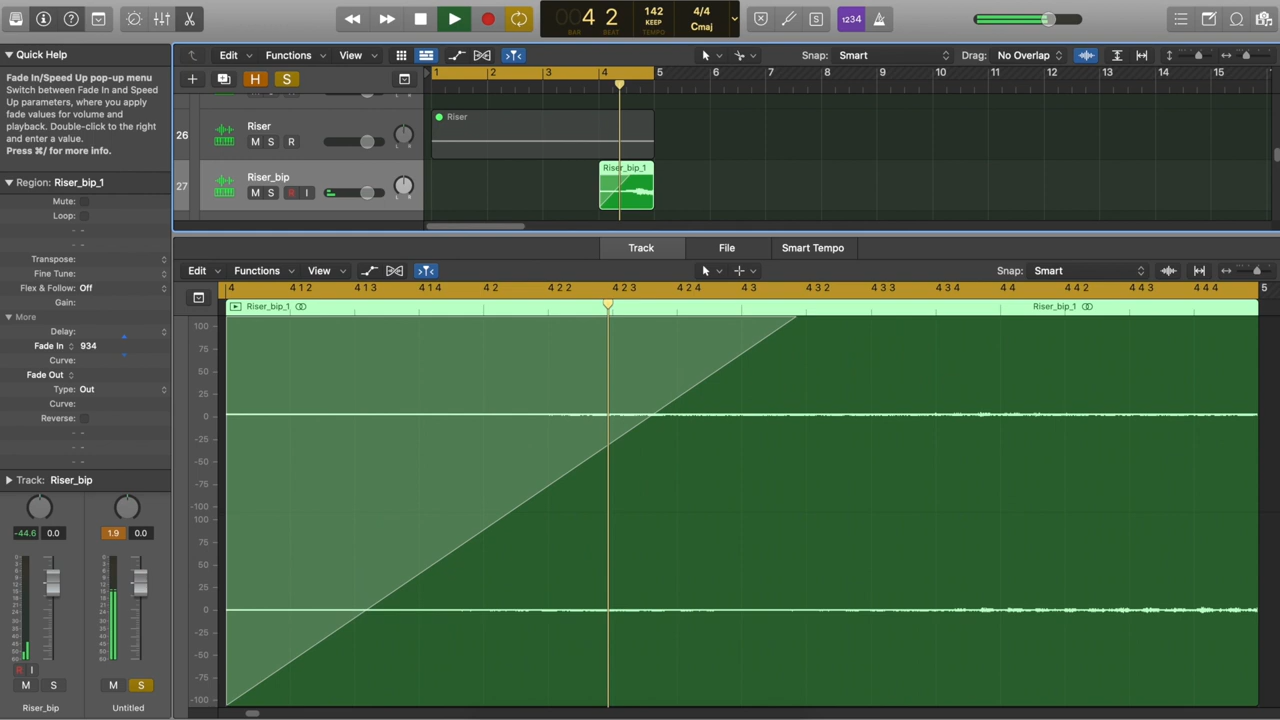 4 2
BAR BEAT
142
KEEP
TEMPO
4/4
Cmaj
1234
Quick Help
Fade In/Speed Up pop-up menu
Switch between Fade In and Speed
Up parameters, where you apply
fade values for volume and
playback. Double-click to the right
and enter a value.
Press ⌘/ for more info.
Region: Riser_bip_1
Mute:
Loop:
Transpose:
Fine Tune:
Flex & Follow: Off
Gain:
More
Delay:
Fade In 934
Curve:
Fade Out
Type: Out
Curve:
Reverse:
Track: Riser_bip
-44.6 0.0
1.9 0.0
R I
M S
M S
Riser_bip
Untitled
Edit Functions View
Snap: Smart
Drag: No Overlap
H S
1 2 3 4 5 6 7 8 9 10 11 12 13 14 15
26 Riser
M S R
Riser
27 Riser_bip
M S R I
Riser_bip_1
Track File Smart Tempo
Edit Functions View
Snap: Smart
4 4 1 2 4 1 3 4 1 4 4 2 4 2 2 4 2 3 4 2 4 4 3 4 3 2 4 3 3 4 3 4 4 4 4 4 2 4 4 3 4 4 4 5
Riser_bip_1
Riser_bip_1
100
75
50
25
0
-25
-50
-75
-100
100
75
50
25
0
-25
-50
-75
-100